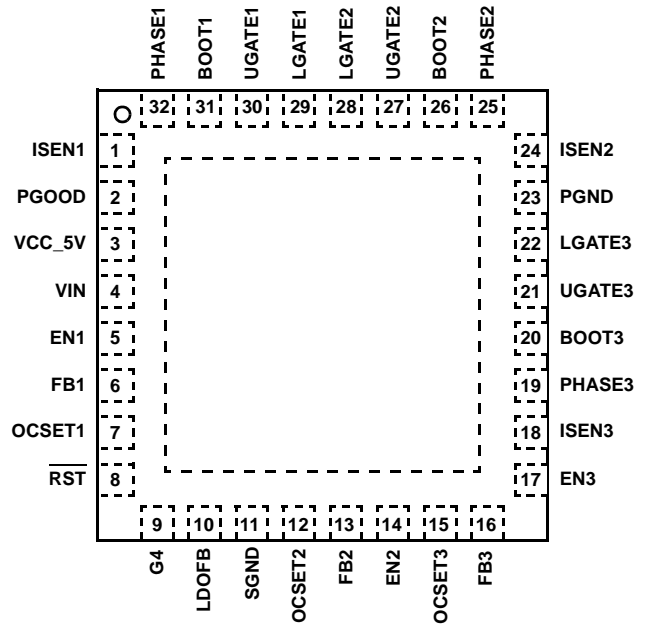 PHASE1
BOOT1
UGATE1
LGATE1
LGATE2
UGATE2
BOOT2
PHASE2
32 31 30 29 28 27 26 25
ISEN1 1
PGOOD 2
VCC_5V 3
VIN 4
EN1 5
FB1 6
OCSET1 7
R̅S̅T̅ 8
24 ISEN2
23 PGND
22 LGATE3
21 UGATE3
20 BOOT3
19 PHASE3
18 ISEN3
17 EN3
9 10 11 12 13 14 15 16
G4
LDOFB
SGND
OCSET2
FB2
EN2
OCSET3
FB3